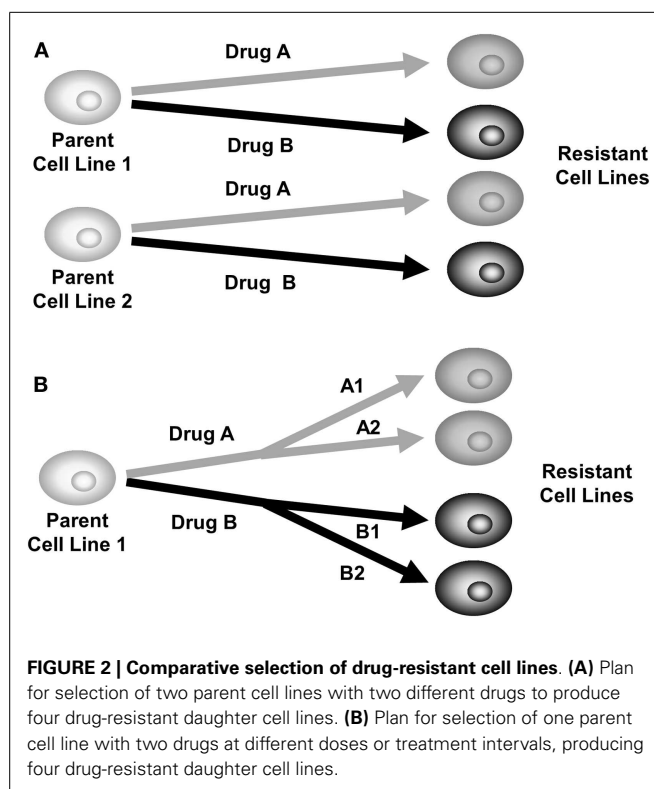 A
Drug A
Parent
Cell Line 1
Drug B
Resistant
Cell Lines
Drug A
Parent
Cell Line 2
Drug B
B
A1
Drug A
A2
Parent
Cell Line 1
Drug B
Resistant
Cell Lines
B1
B2
FIGURE 2 | Comparative selection of drug-resistant cell lines. (A) Plan
for selection of two parent cell lines with two different drugs to produce
four drug-resistant daughter cell lines. (B) Plan for selection of one parent
cell line with two drugs at different doses or treatment intervals, producing
four drug-resistant daughter cell lines.